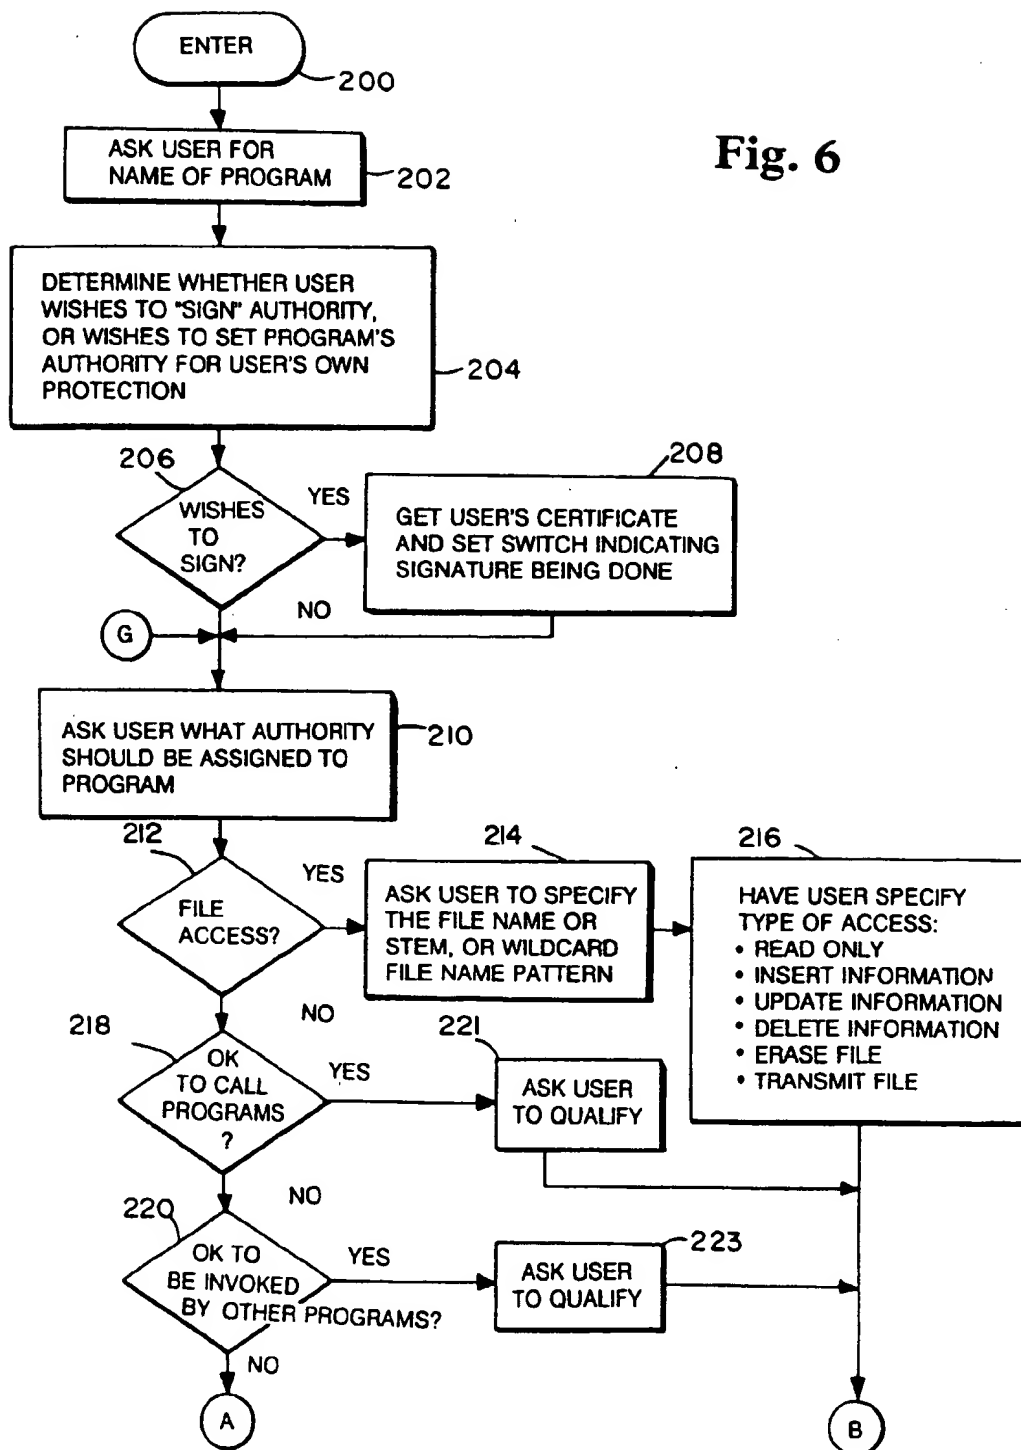 ENTER
200
Fig. 6
ASK USER FOR
NAME OF PROGRAM
202
DETERMINE WHETHER USER
WISHES TO "SIGN" AUTHORITY,
OR WISHES TO SET PROGRAM'S
AUTHORITY FOR USER'S OWN
PROTECTION
204
206
WISHES
TO
SIGN?
YES
208
GET USER'S CERTIFICATE
AND SET SWITCH INDICATING
SIGNATURE BEING DONE
NO
G
ASK USER WHAT AUTHORITY
SHOULD BE ASSIGNED TO
PROGRAM
210
212
FILE
ACCESS?
YES
214
ASK USER TO SPECIFY
THE FILE NAME OR
STEM, OR WILDCARD
FILE NAME PATTERN
216
HAVE USER SPECIFY
TYPE OF ACCESS:
• READ ONLY
• INSERT INFORMATION
• UPDATE INFORMATION
• DELETE INFORMATION
• ERASE FILE
• TRANSMIT FILE
NO
218
OK
TO CALL
PROGRAMS
?
YES
221
ASK USER
TO QUALIFY
NO
220
OK TO
BE INVOKED
BY OTHER PROGRAMS?
YES
223
ASK USER
TO QUALIFY
NO
A
B